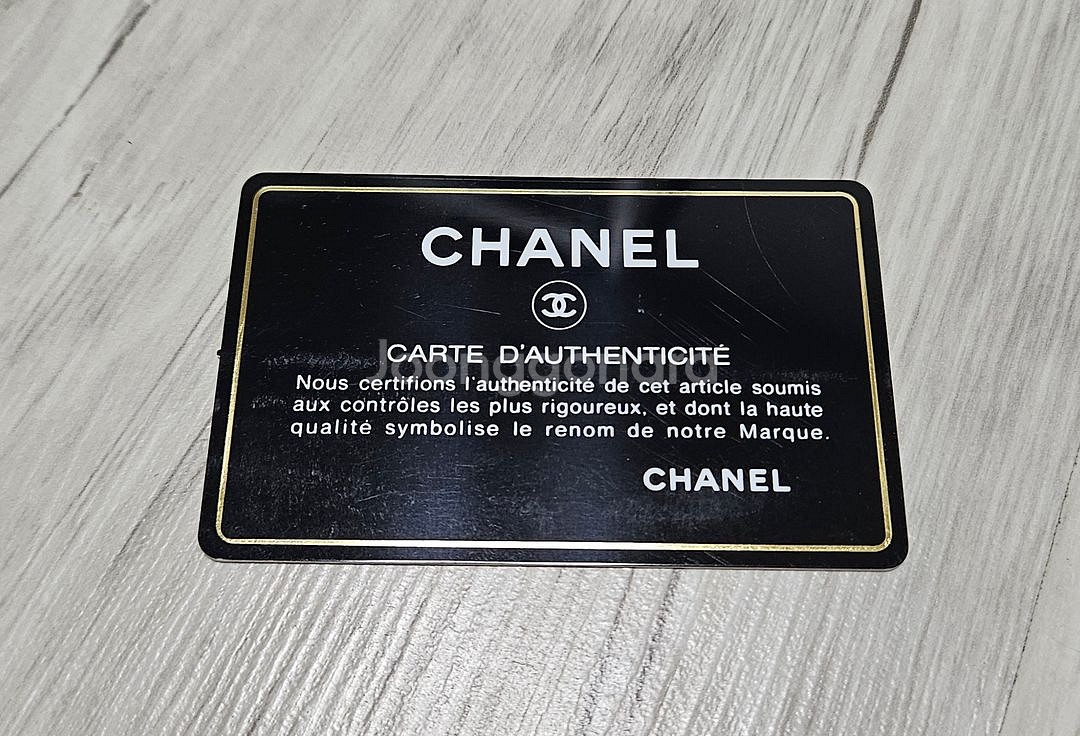 CHANEL
CARTE D'AUTHENTICITÉ
Joonggonara
Nous certifions l'authenticité de cet article soumis
aux contrôles les plus rigoureux, et dont la haute
qualité symbolise le renom de notre Marque.
CHANEL